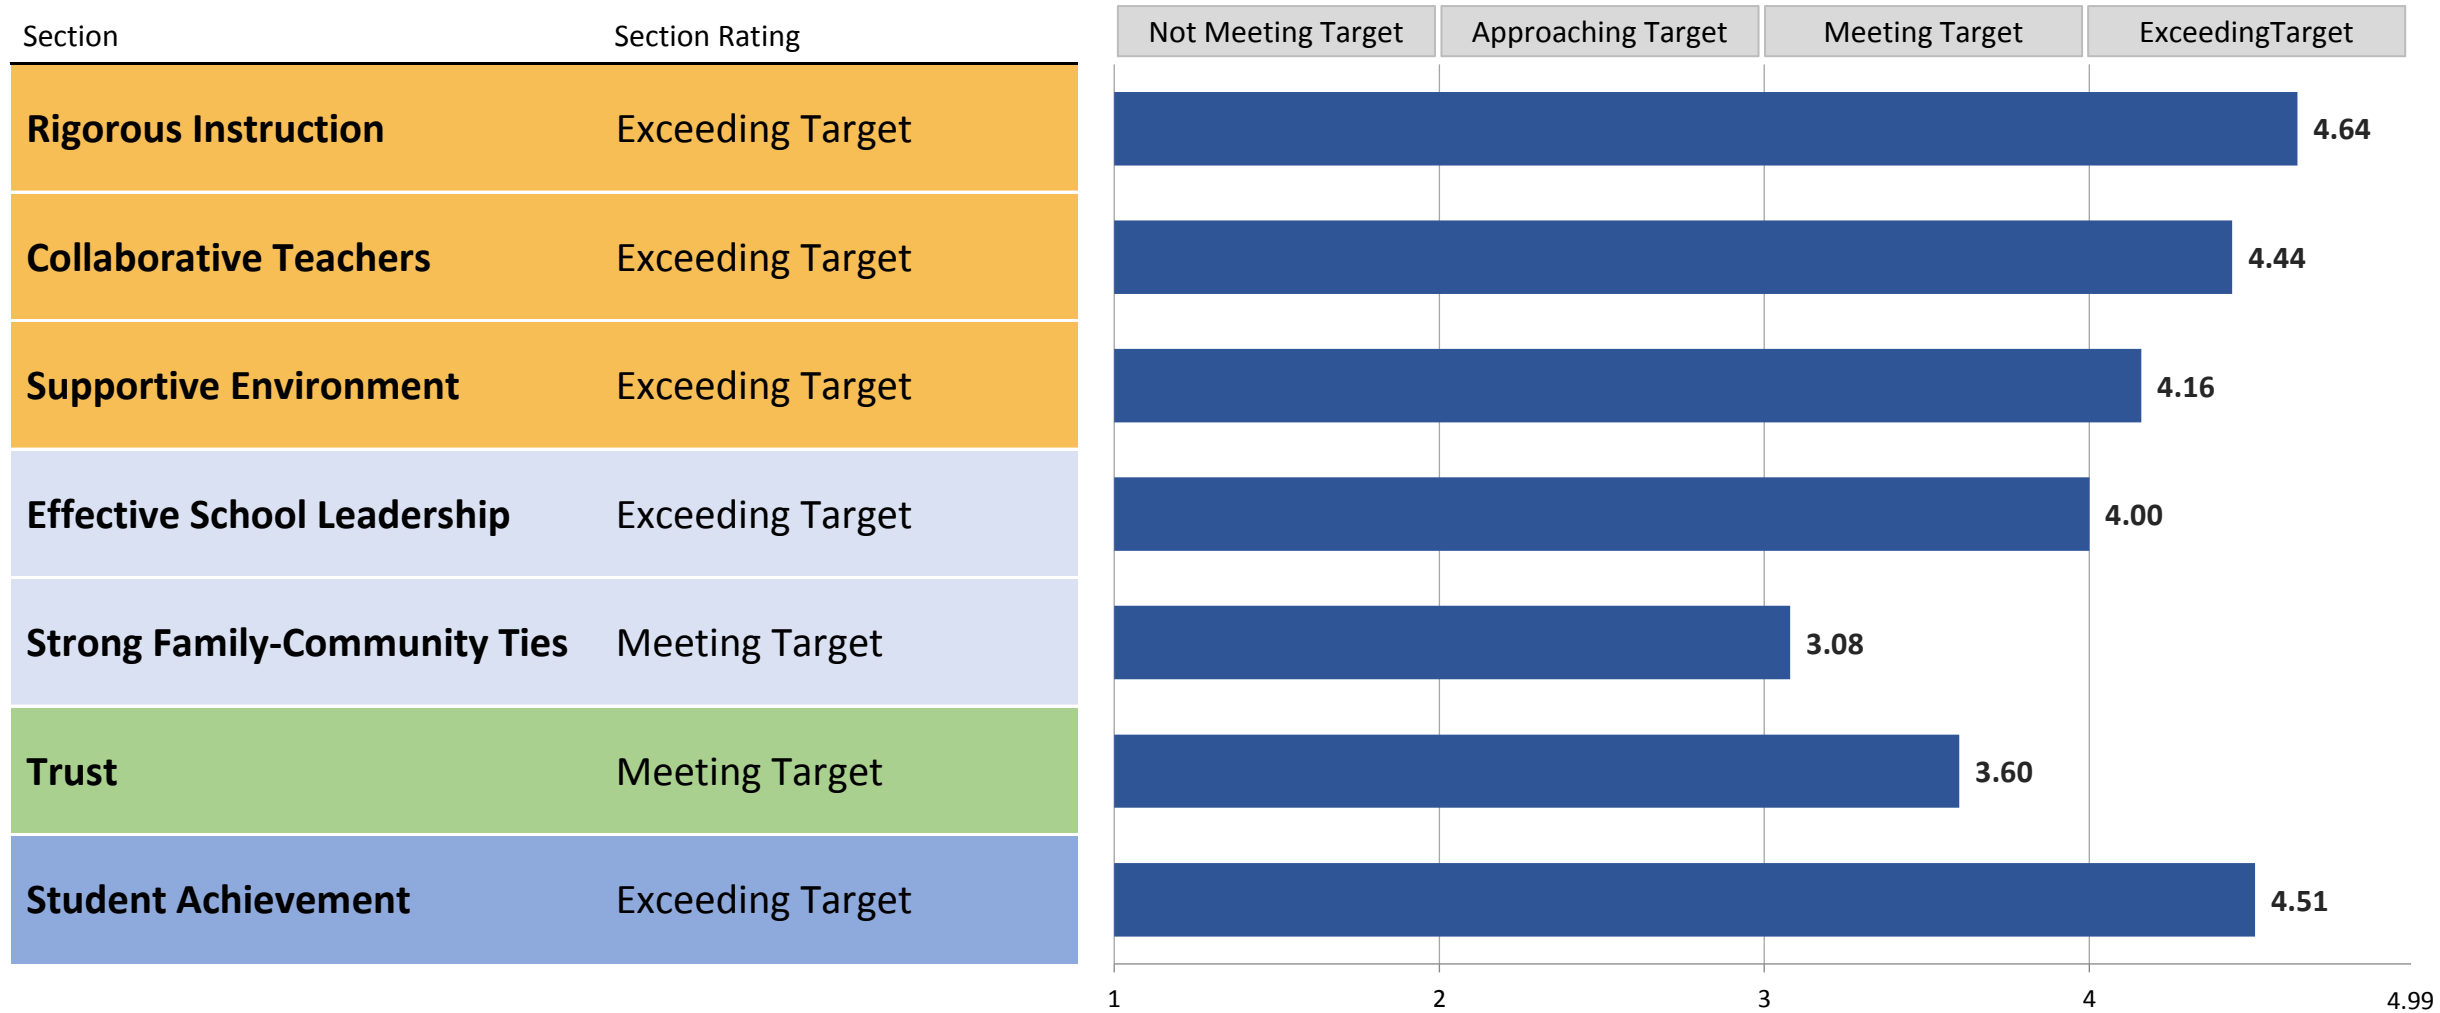 Section Section Rating Not Meeting Target Approaching Target Meeting Target ExceedingTarget
Rigorous Instruction Exceeding Target 4.64
Collaborative Teachers Exceeding Target 4.44
Supportive Environment Exceeding Target 4.16
Effective School Leadership Exceeding Target 4.00
Strong Family-Community Ties Meeting Target 3.08
Trust Meeting Target 3.60
Student Achievement Exceeding Target 4.51
1 2 3 4 4.99